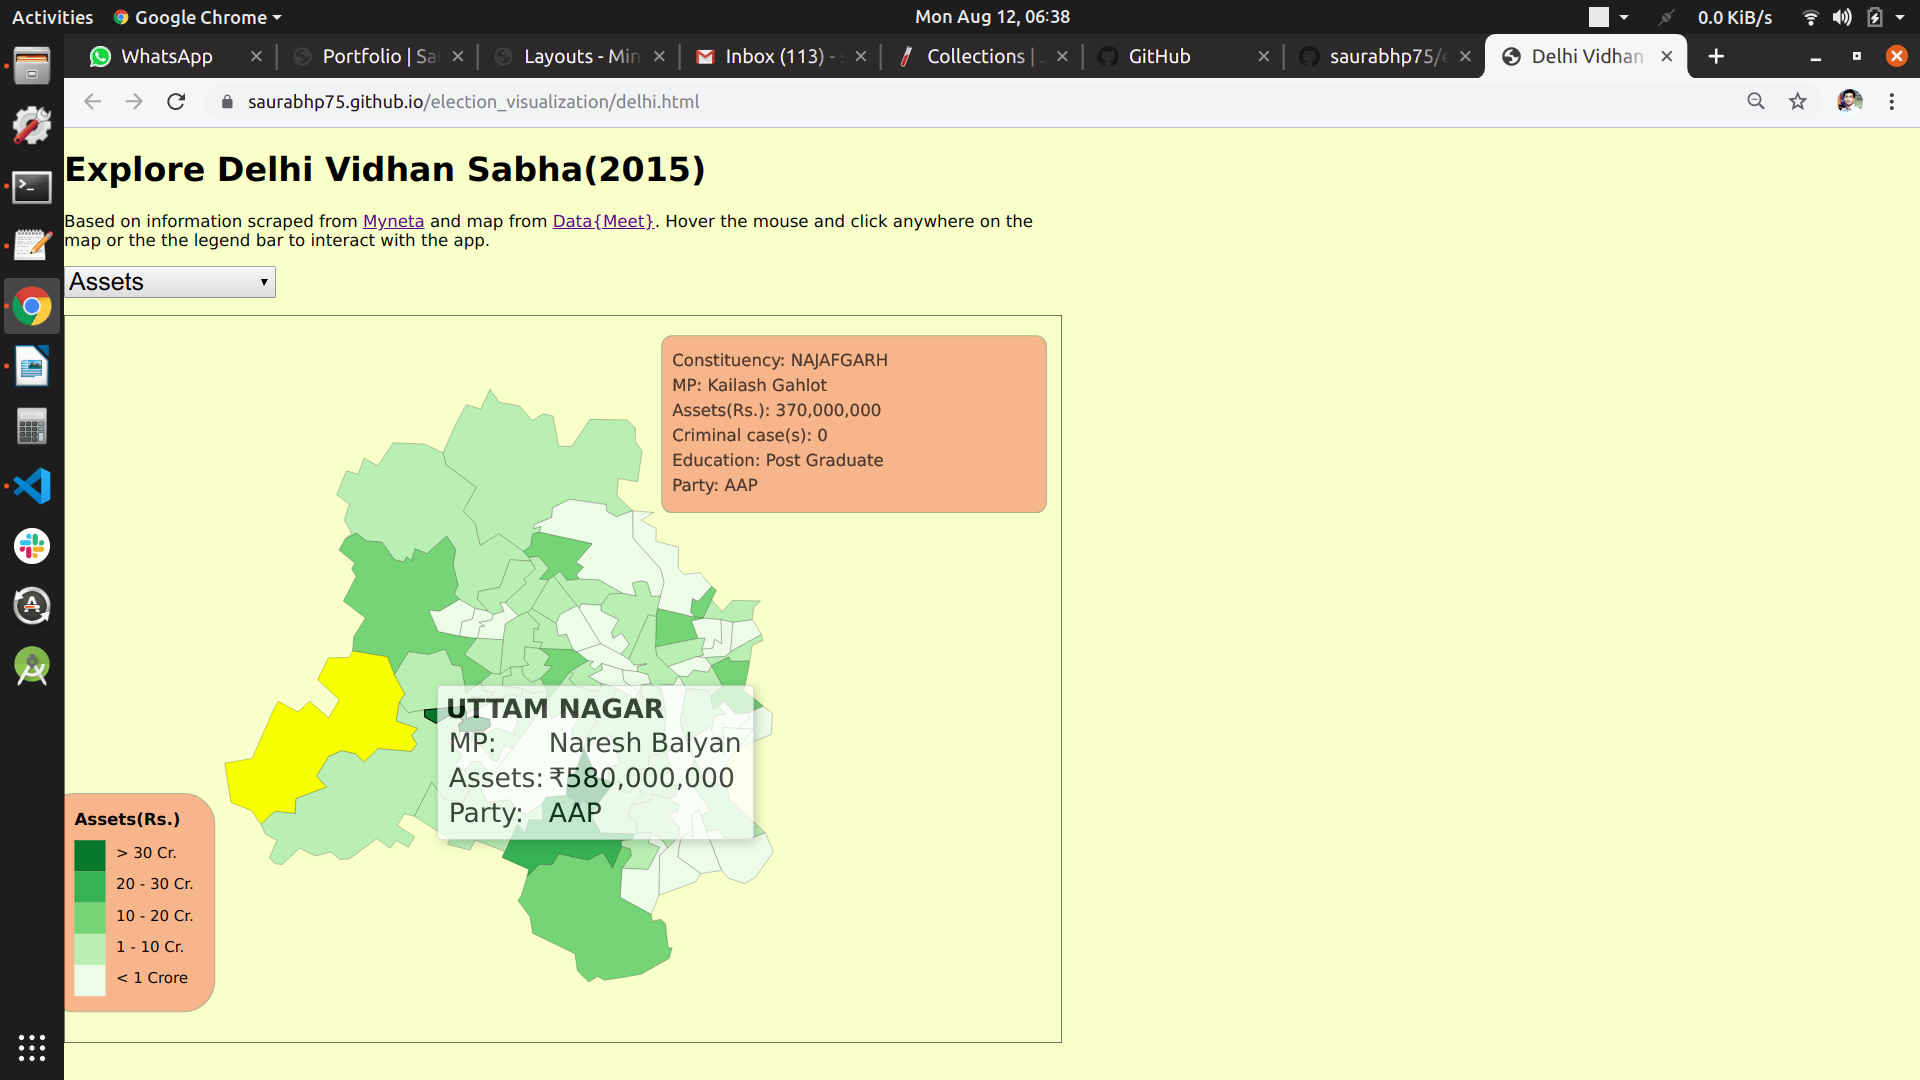 Activities
Google Chrome
Mon Aug 12, 06:38
0.0 KiB/s
WhatsApp
Portfolio | Sa
Layouts - Min
Inbox (113) -
Collections |
GitHub
saurabhp75/
Delhi Vidhan
saurabhp75.github.io/election_visualization/delhi.html
Explore Delhi Vidhan Sabha(2015)
Based on information scraped from Myneta and map from Data{Meet}. Hover the mouse and click anywhere on the
map or the the legend bar to interact with the app.
Assets
Constituency: NAJAFGARH
MP: Kailash Gahlot
Assets(Rs.): 370,000,000
Criminal case(s): 0
Education: Post Graduate
Party: AAP
UTTAM NAGAR
MP: Naresh Balyan
Assets: ₹580,000,000
Party: AAP
Assets(Rs.)
> 30 Cr.
20 - 30 Cr.
10 - 20 Cr.
1 - 10 Cr.
< 1 Crore